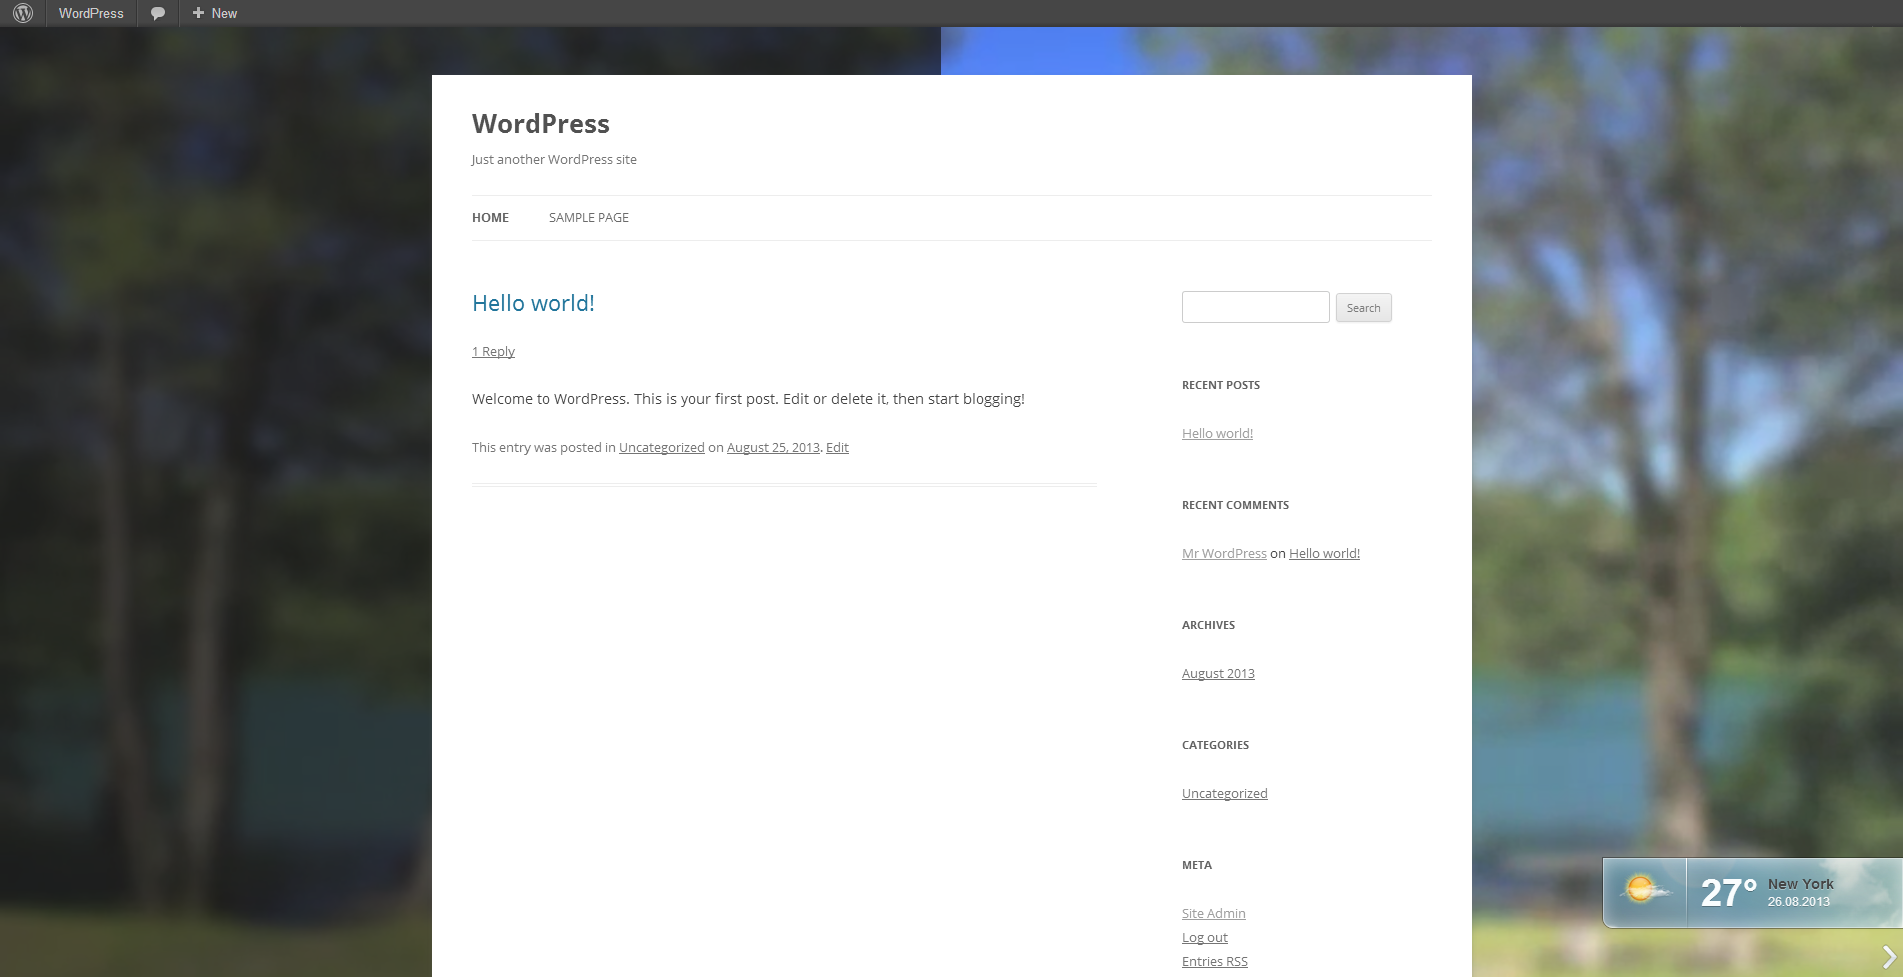 WordPress
New
WordPress
Just another WordPress site
HOME
SAMPLE PAGE
Hello world!
1 Reply
Welcome to WordPress. This is your first post. Edit or delete it, then start blogging!
This entry was posted in Uncategorized on August 25, 2013. Edit
Search
RECENT POSTS
Hello world!
RECENT COMMENTS
Mr WordPress on Hello world!
ARCHIVES
August 2013
CATEGORIES
Uncategorized
META
Site Admin
Log out
Entries RSS
27°
New York
26.08.2013